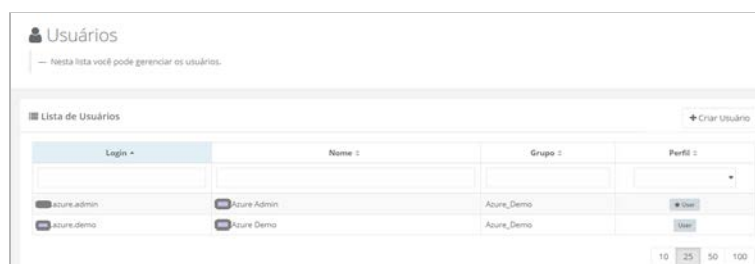 Usuários
— Nesta lista você pode gerenciar os usuários.
Lista de Usuários
+ Criar Usuário
Login
Nome
Grupo
Perfil
azure.admin
Azure Admin
Azure_Demo
User
azure.demo
Azure Demo
Azure_Demo
User
10 25 50 100